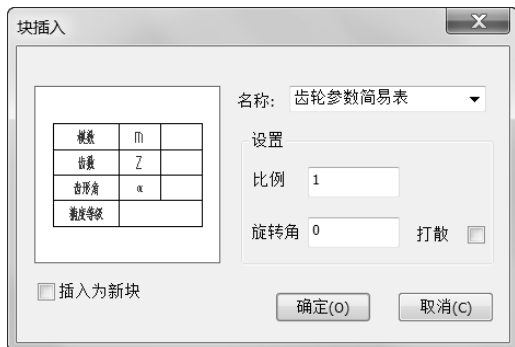 块插入
X
名称: 齿轮参数简易表
模数 m
齿数 Z
齿形角 α
精度等级
设置
比例 1
旋转角 0 打散
插入为新块
确定(O) 取消(C)